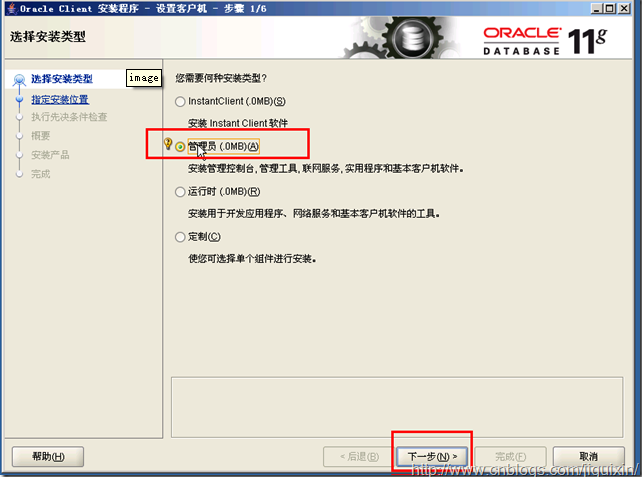 Oracle Client 安装程序 - 设置客户机 - 步骤 1/6
选择安装类型
ORACLE
DATABASE 11g
选择安装类型
image
指定安装位置
执行先决条件检查
概要
安装产品
完成
您需要何种安装类型?
InstantClient (.0MB)(S)
安装 Instant Client 软件
管理员 (.0MB)(A)
安装管理控制台, 管理工具, 联网服务, 实用程序和基本客户机软件。
运行时 (.0MB)(R)
安装用于开发应用程序、网络服务和基本客户机软件的工具。
定制(C)
使您可选择单个组件进行安装。
帮助(H)
< 后退(B)
下一步(N) >
完成(F)
取消
http://www.cnblogs.com/jiguixin/